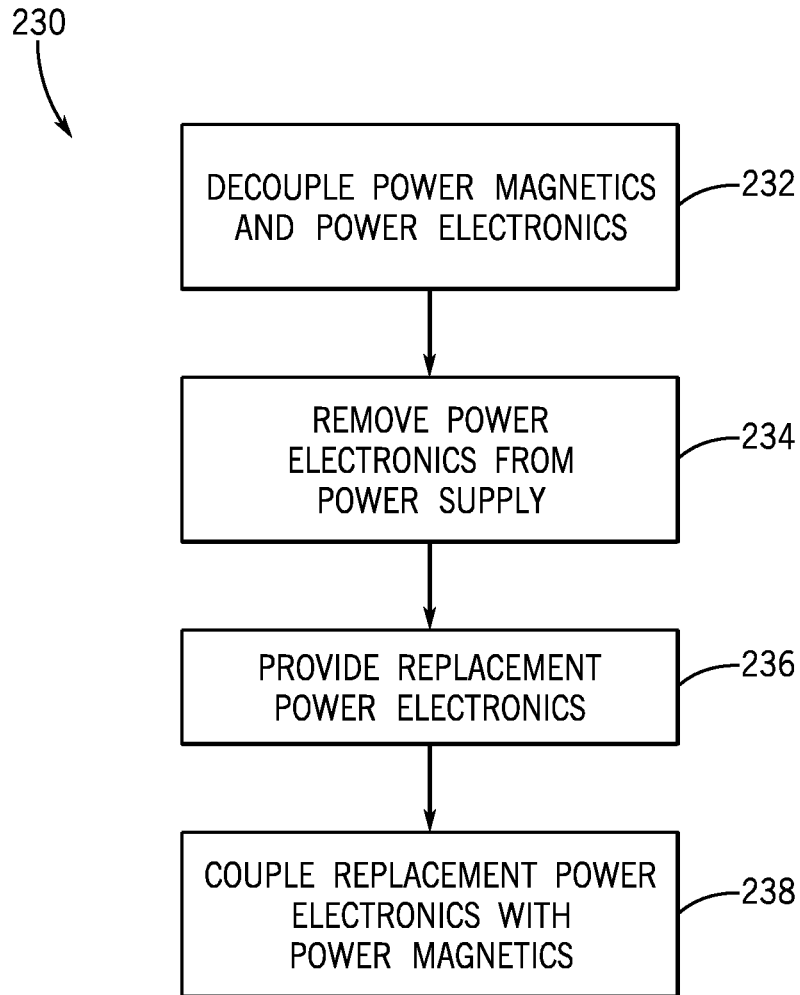 230
DECOUPLE POWER MAGNETICS
AND POWER ELECTRONICS
232
REMOVE POWER
ELECTRONICS FROM
POWER SUPPLY
234
PROVIDE REPLACEMENT
POWER ELECTRONICS
236
COUPLE REPLACEMENT POWER
ELECTRONICS WITH
POWER MAGNETICS
238